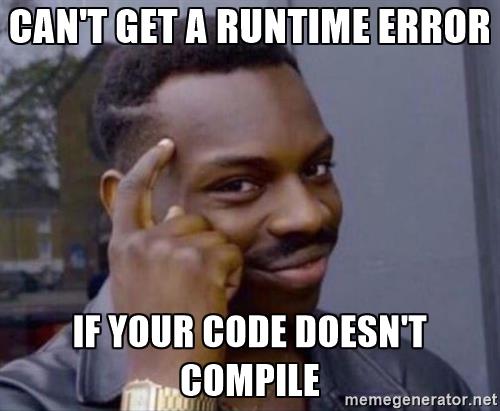 CAN'T GET A RUNTIME ERROR
IF YOUR CODE DOESN'T
COMPILE
memegenerator.net